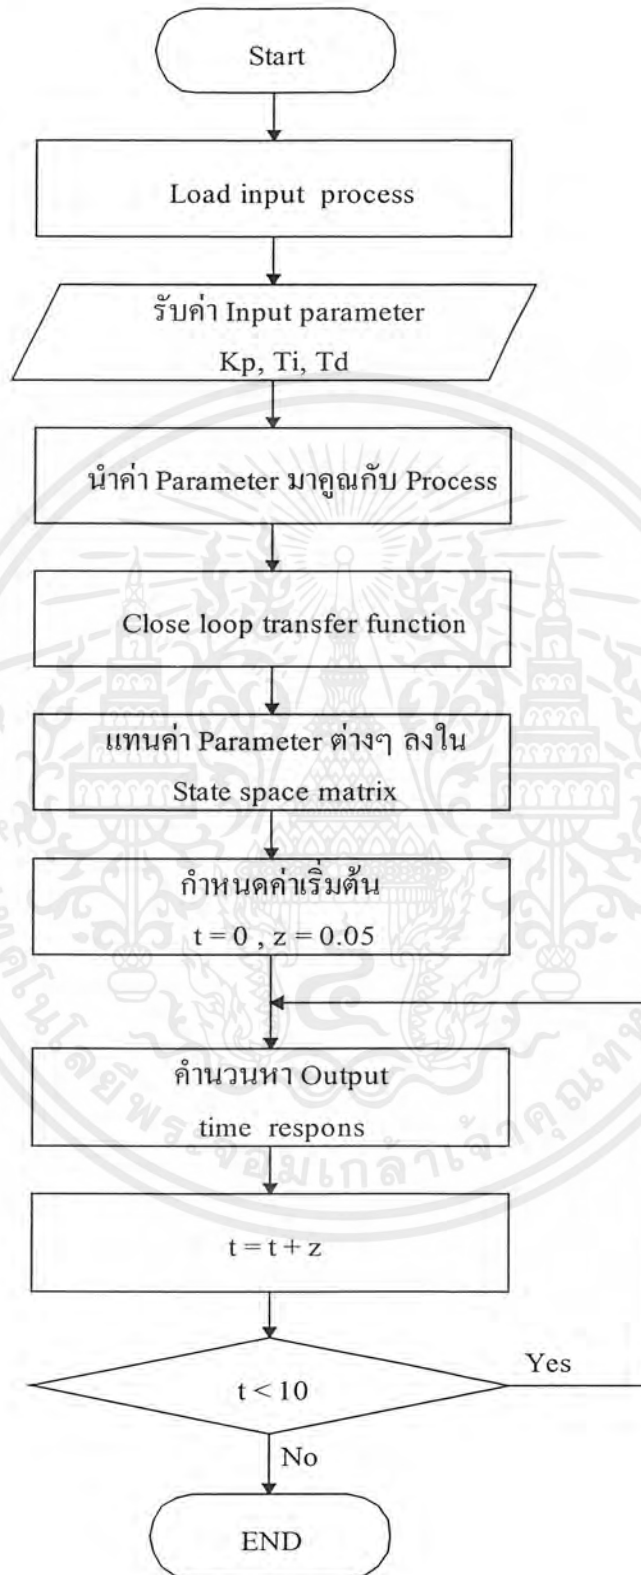 Start
Load input process
รับค่า Input parameter
Kp, Ti, Td
นำค่า Parameter มาคูณกับ Process
Close loop transfer function
แทนค่า Parameter ต่างๆ ลงใน
State space matrix
กำหนดค่าเริ่มต้น
t = 0 , z = 0.05
คำนวนหา Output
time respons
t = t + z
t < 10
Yes
No
END